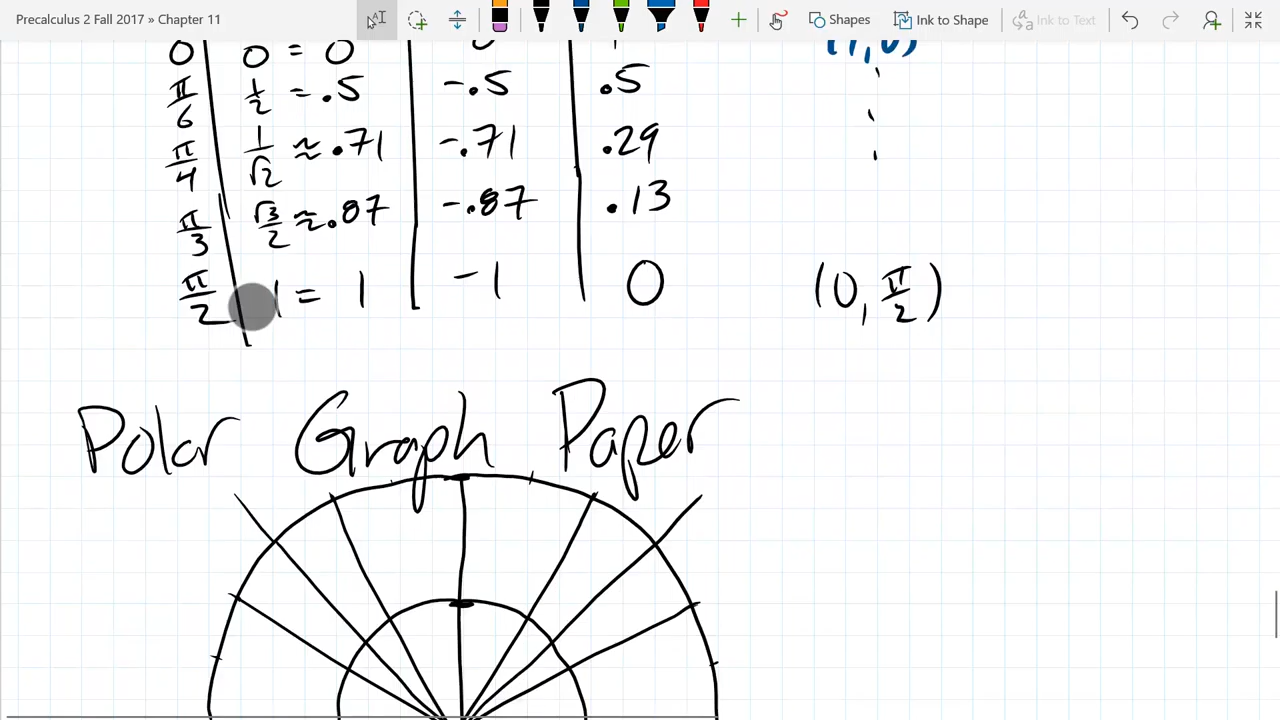 Precalculus 2 Fall 2017 » Chapter 11
Shapes Ink to Shape Ink to Text
0 0 = 0 (1, 0)
π/6 1/2 = .5 -.5 .5
π/4 1/√2 ≈ .71 -.71 .29
π/3 √3/2 ≈ .87 -.87 .13
π/2 1 = 1 -1 0 (0, π/2)
Polar Graph Paper